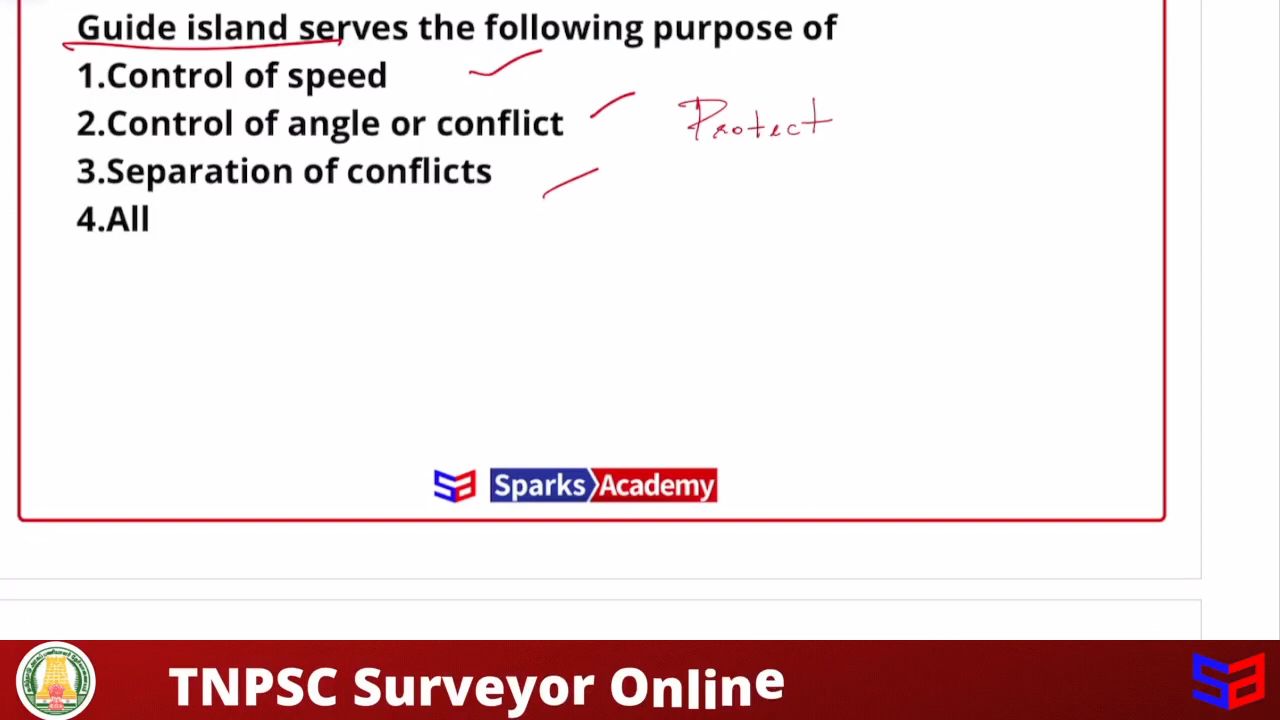 Guide island serves the following purpose of
1.Control of speed
2.Control of angle or conflict
Protect
3.Separation of conflicts
4.All
Sparks Academy
TNPSC Surveyor Online